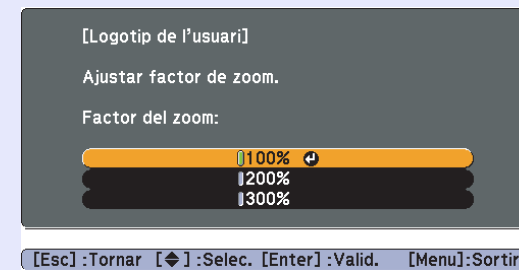 [Logotip de l'usuari]
Ajustar factor de zoom.
Factor del zoom:
100%
200%
300%
[Esc] :Tornar [◆] :Selec. [Enter] :Valid. [Menu]:Sortir